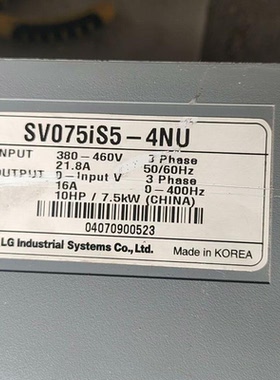 SV075iS5-4NU
INPUT 380-460V 3 Phase
21.8A 50/60Hz
OUTPUT 0-Input V 3 Phase
16A 0-400Hz
10HP / 7.5kW (CHINA)
04070900523
LG Industrial Systems Co., Ltd. Made in KOREA